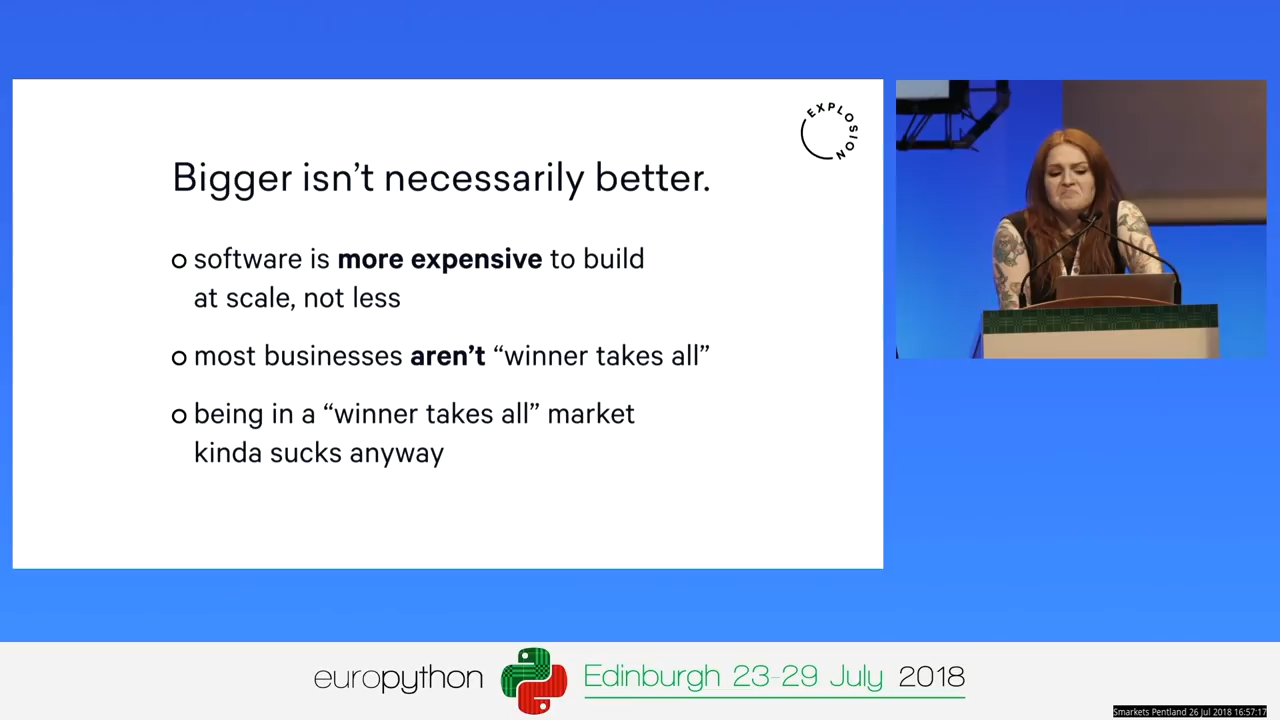 EXPLOSION
Bigger isn’t necessarily better.
software is more expensive to build
at scale, not less
most businesses aren’t “winner takes all”
being in a “winner takes all” market
kinda sucks anyway
europython
Edinburgh 23-29 July 2018
Smarkets Pentland 26 Jul 2018 16:57:17